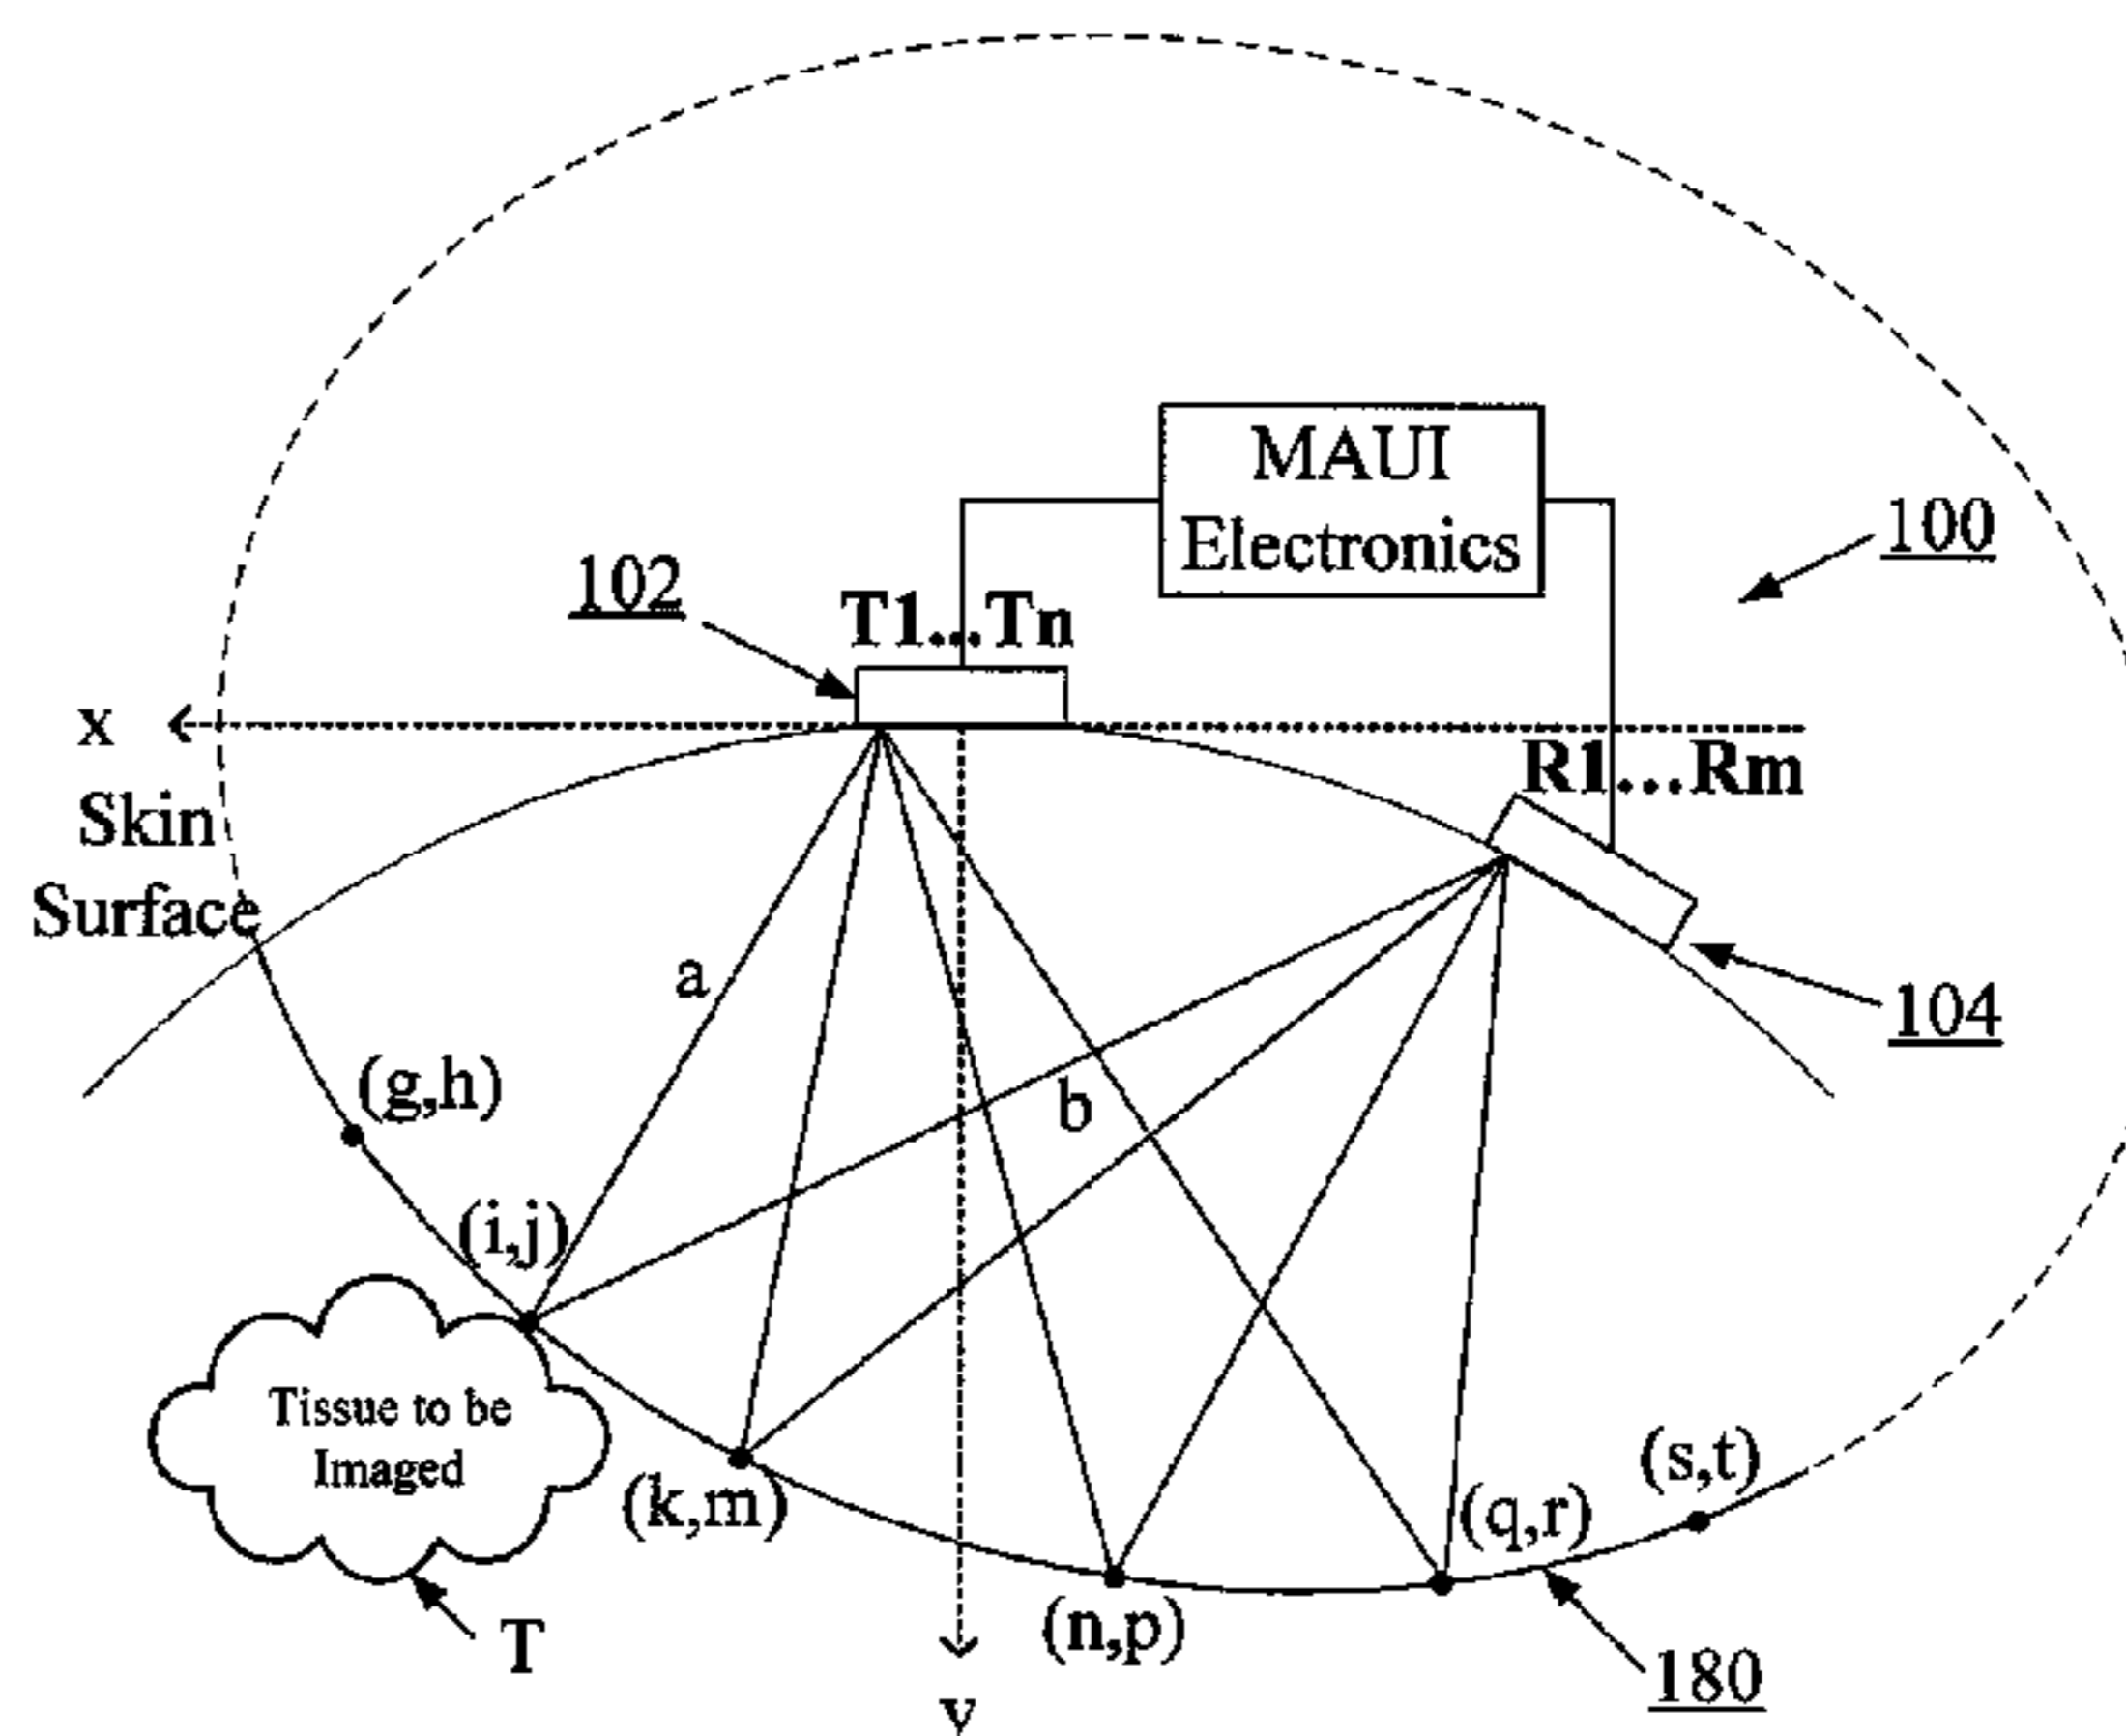 MAUI
Electronics
100
102
T1...Tn
x
R1...Rm
Skin
Surface
a
104
b
(g,h)
(i,j)
Tissue to be
Imaged
(k,m)
(s,t)
(q,r)
(n,p)
T
180